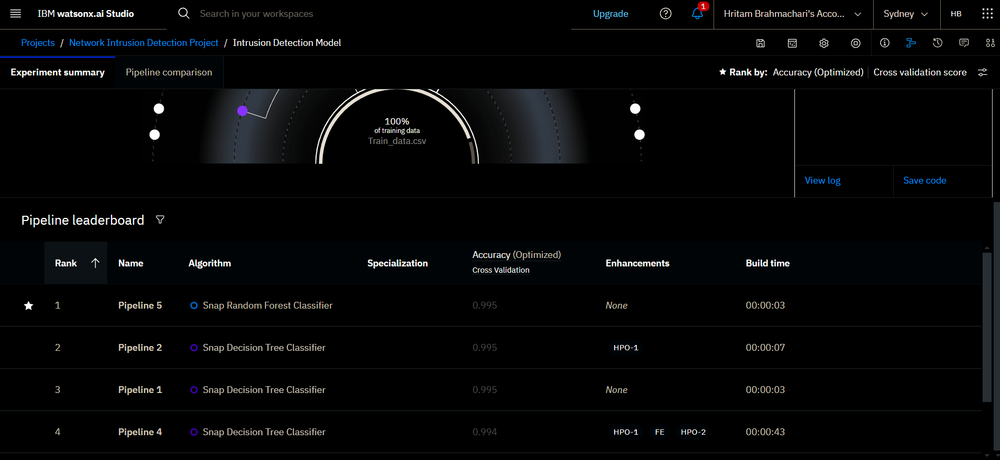 IBM watsonx.ai Studio
Search in your workspaces
Upgrade
1
Hritam Brahmachari's Acco...
Sydney
HB
Projects / Network Intrusion Detection Project / Intrusion Detection Model
Experiment summary
Pipeline comparison
Rank by: Accuracy (Optimized) | Cross validation score
100%
of training data
Train_data.csv
View log
Save code
Pipeline leaderboard
Rank Name Algorithm Specialization Accuracy (Optimized) Enhancements Build time
Cross Validation
1 Pipeline 5 Snap Random Forest Classifier 0.995 None 00:00:03
2 Pipeline 2 Snap Decision Tree Classifier 0.995 HPO-1 00:00:07
3 Pipeline 1 Snap Decision Tree Classifier 0.995 None 00:00:03
4 Pipeline 4 Snap Decision Tree Classifier 0.994 HPO-1 FE HPO-2 00:00:43